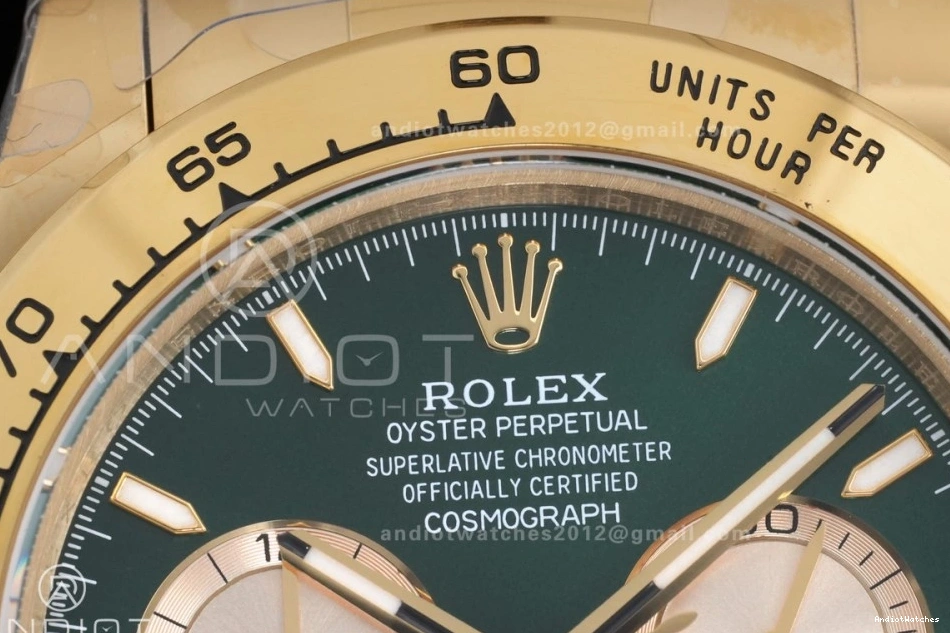 60
UNITS PER
HOUR
65
70
andiotwatches2012@gmail.com
ANDIOT
WATCHES
ROLEX
OYSTER PERPETUAL
SUPERLATIVE CHRONOMETER
OFFICIALLY CERTIFIED
COSMOGRAPH
andiotwatches2012@gmail.com
ANDIOT
AndiotWatches